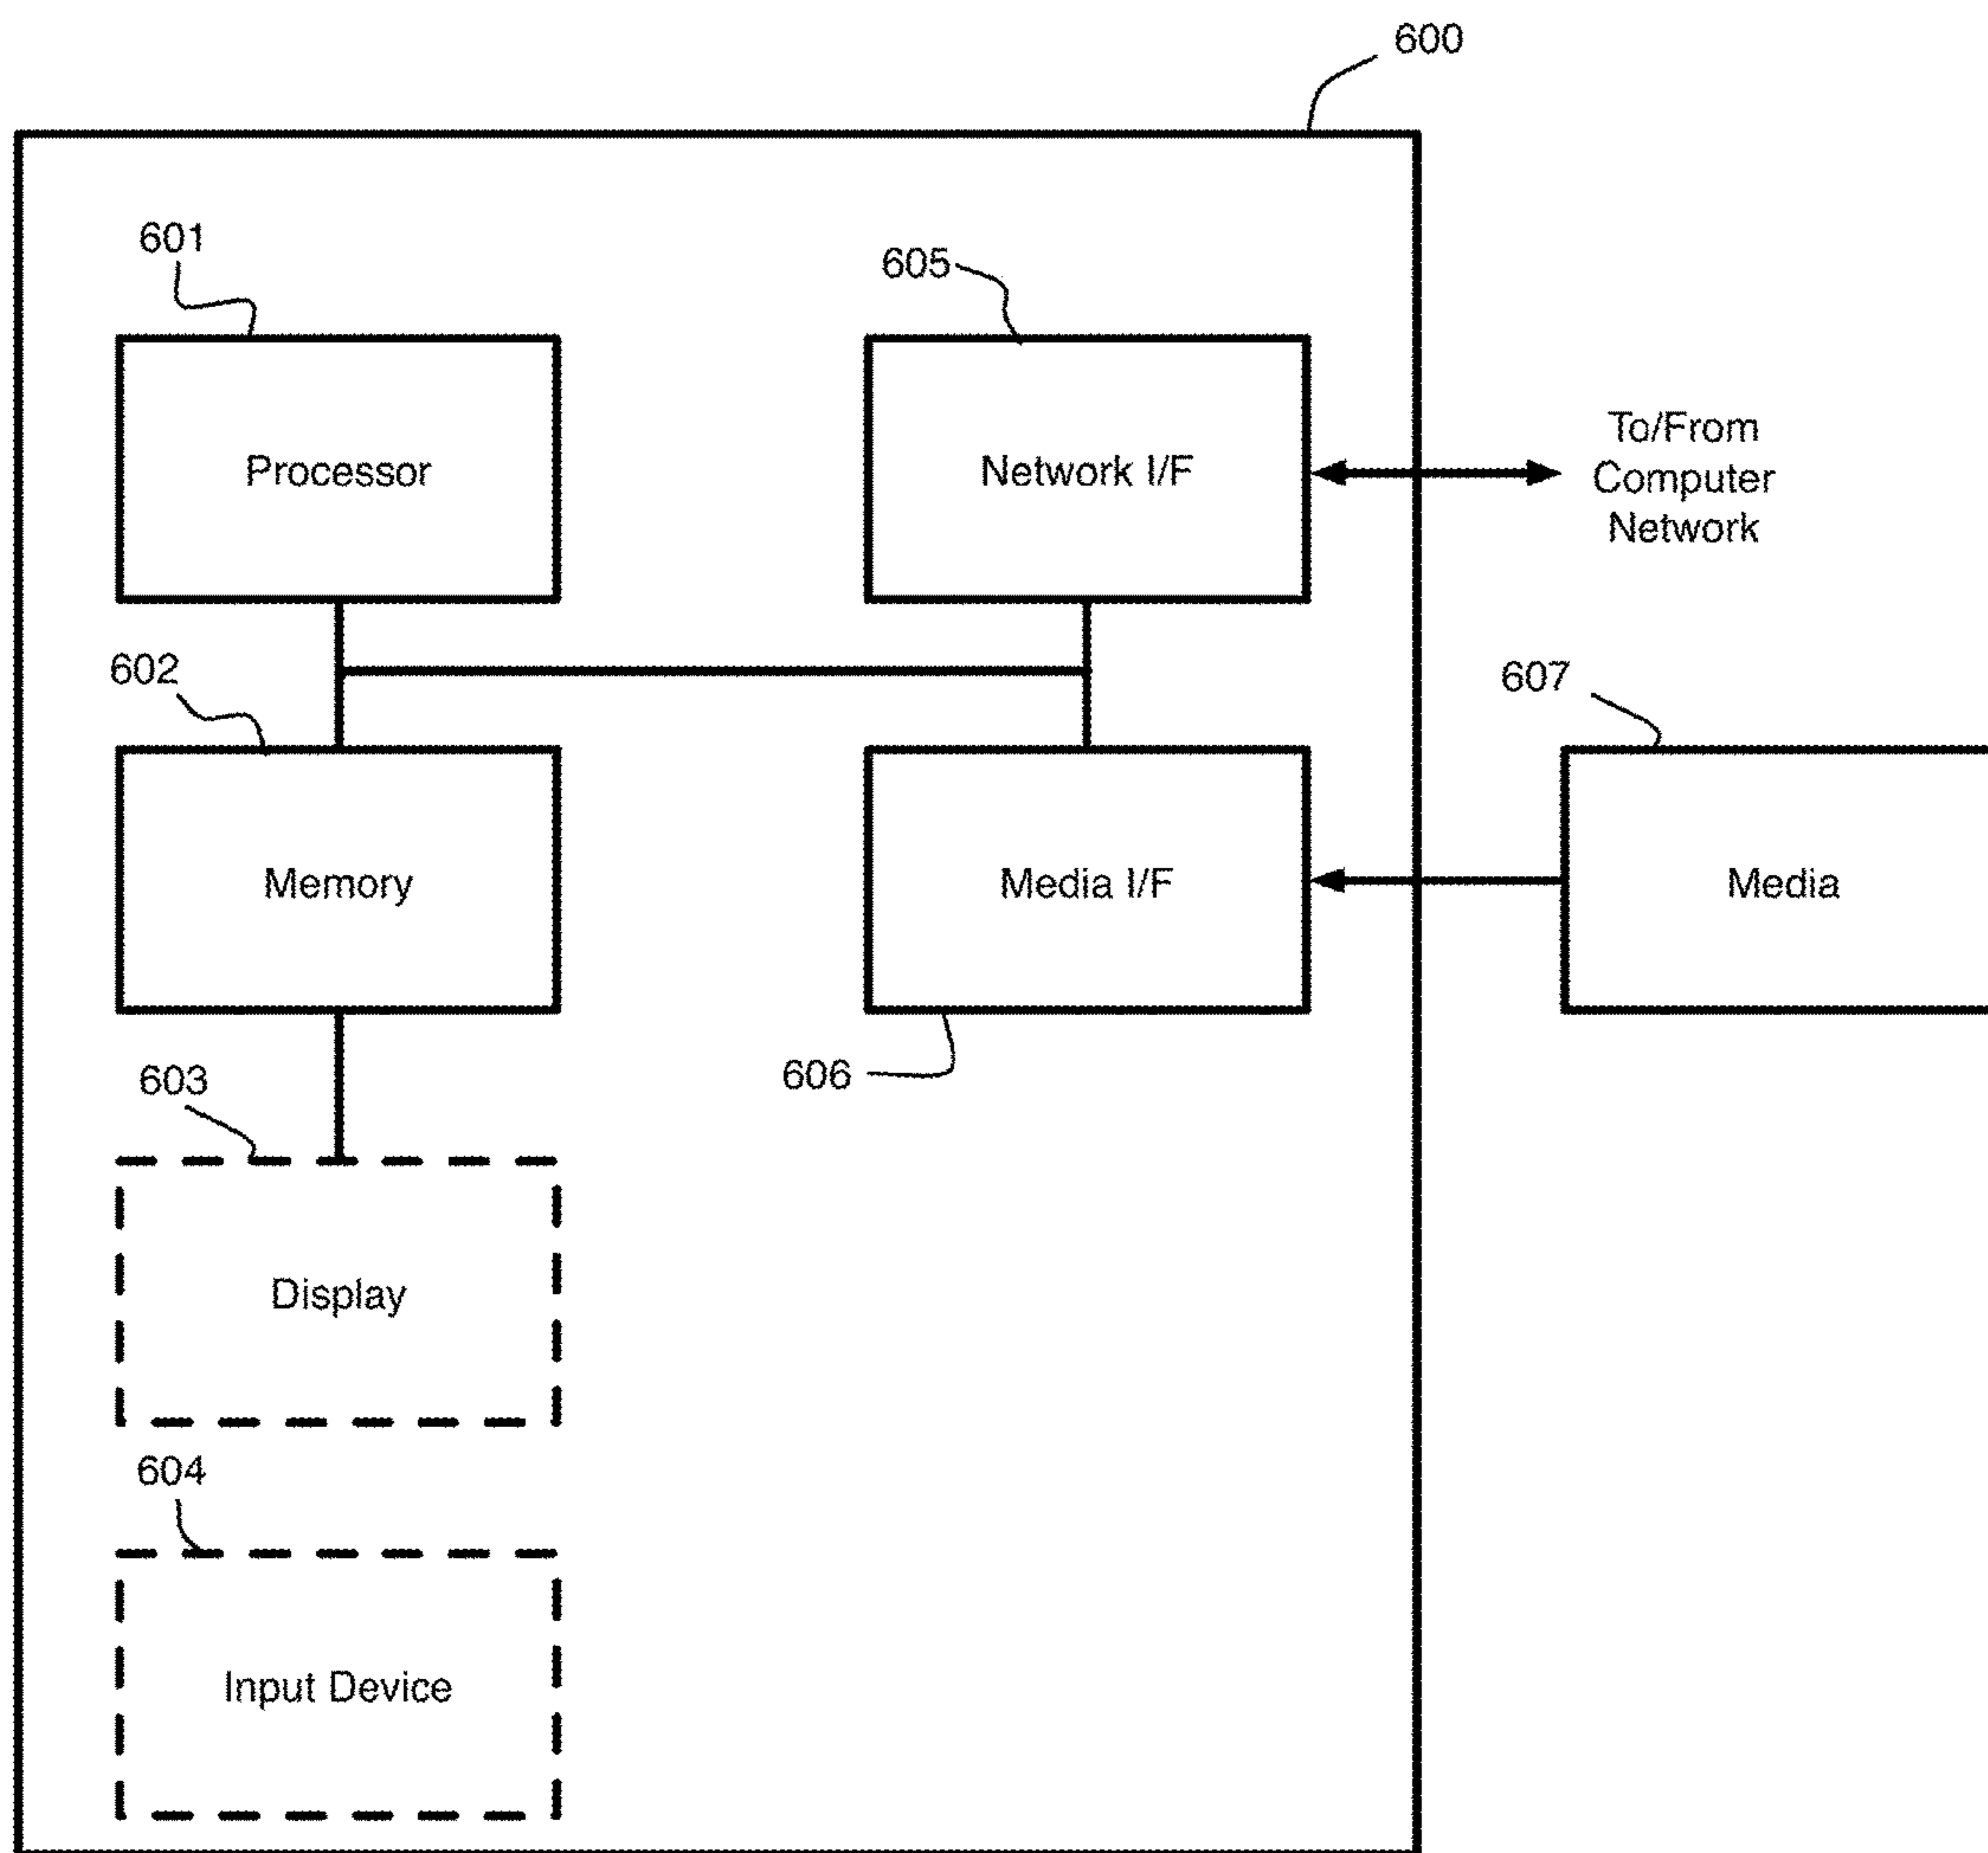 600
601
605
Processor
Network I/F
To/From
Computer
Network
602
607
Memory
Media I/F
Media
603
606
Display
604
Input Device